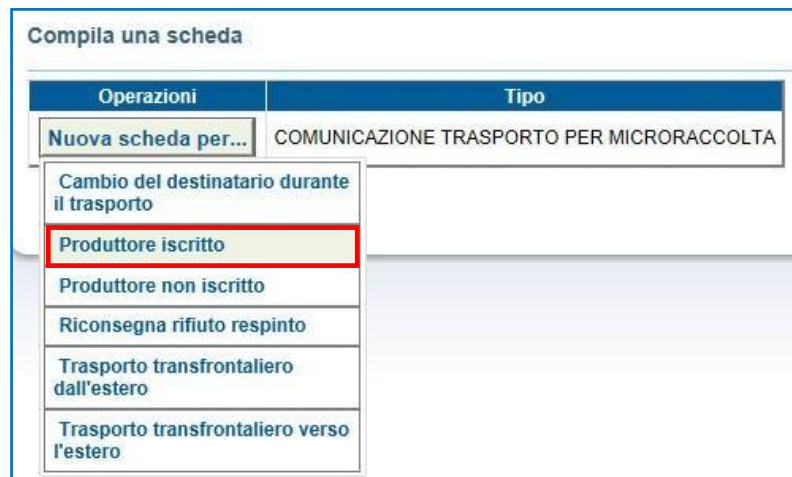 Compila una scheda
Operazioni Tipo
Nuova scheda per... COMUNICAZIONE TRASPORTO PER MICRORACCOLTA
Cambio del destinatario durante
il trasporto
Produttore iscritto
Produttore non iscritto
Riconsegna rifiuto respinto
Trasporto transfrontaliero
dall'estero
Trasporto transfrontaliero verso
l'estero